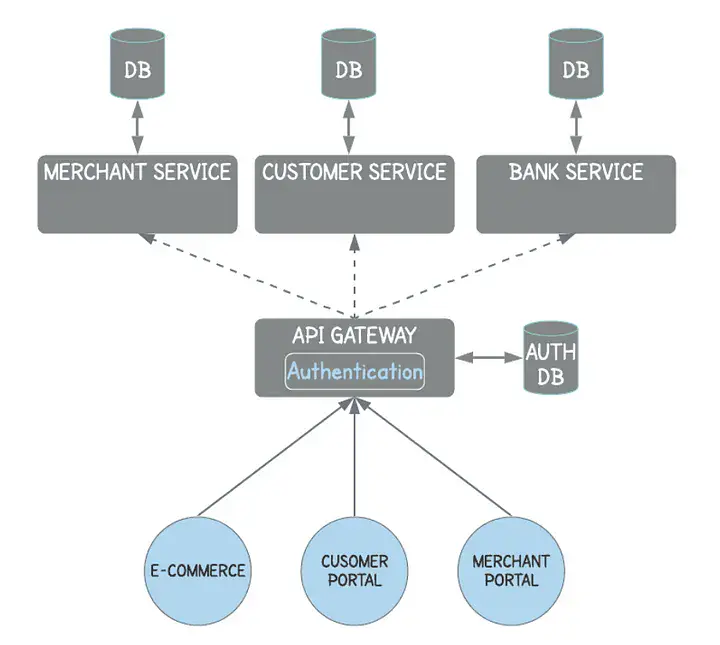 DB
DB
DB
MERCHANT SERVICE
CUSTOMER SERVICE
BANK SERVICE
API GATEWAY
Authentication
AUTH
DB
E-COMMERCE
CUSOMER
PORTAL
MERCHANT
PORTAL